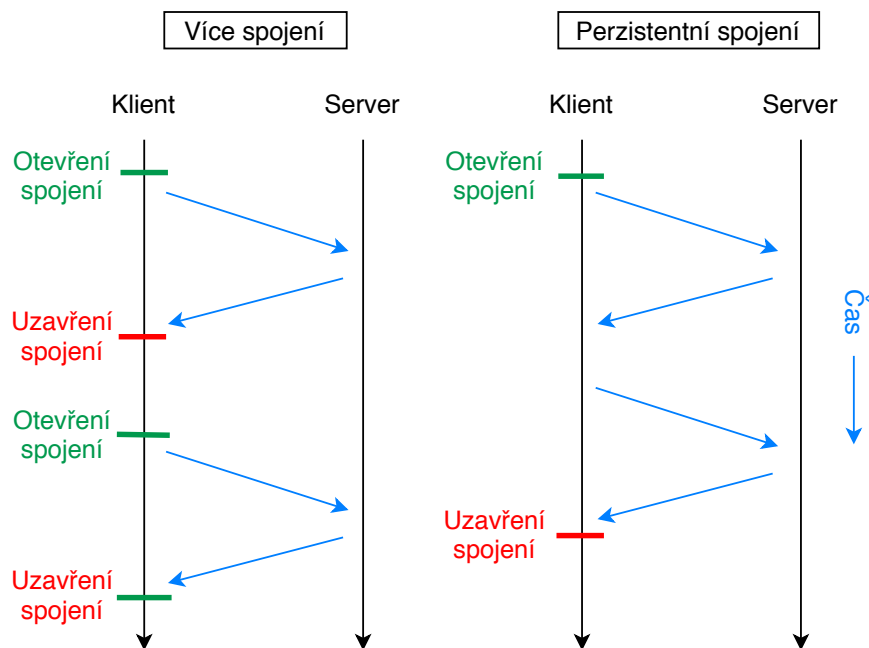 Více spojení
Klient
Server
Otevření
spojení
Uzavření
spojení
Otevření
spojení
Uzavření
spojení
Perzistentní spojení
Klient
Server
Otevření
spojení
Uzavření
spojení
Čas